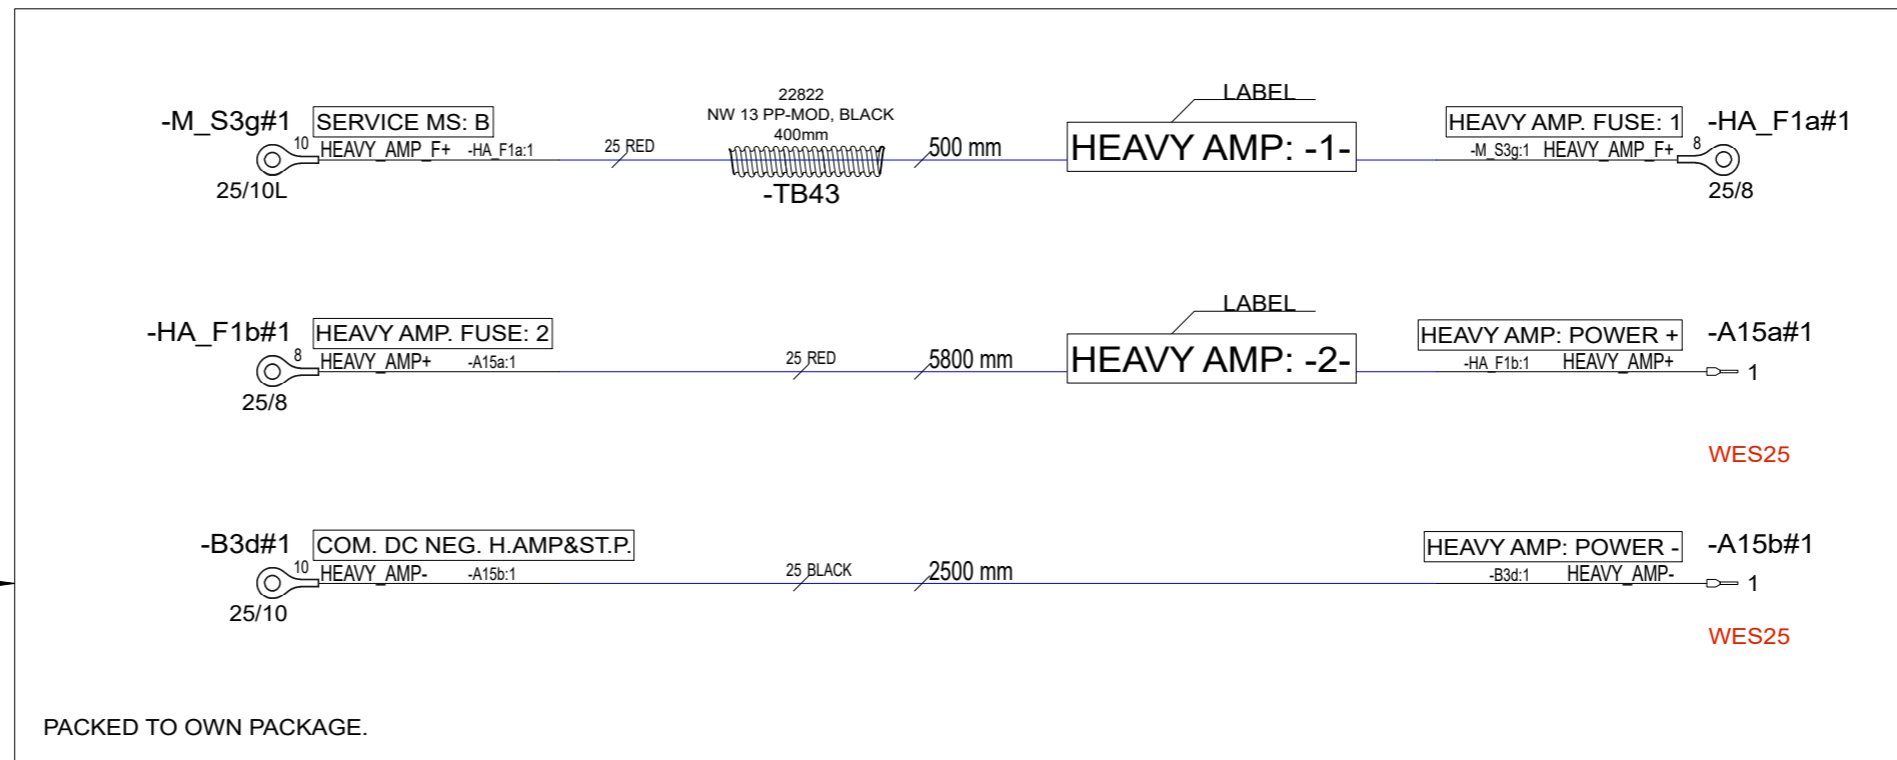 22822
NW 13 PP-MOD, BLACK
400mm
LABEL
-M_S3g#1 SERVICE MS: B HEAVY AMP. FUSE: 1 -HA_F1a#1
10 HEAVY_AMP_F+ -HA_F1a:1 25 RED 500 mm HEAVY AMP: -1- -M_S3g:1 HEAVY_AMP_F+ 8
25/10L -TB43 25/8
LABEL
-HA_F1b#1 HEAVY AMP. FUSE: 2 HEAVY AMP: POWER + -A15a#1
8 HEAVY_AMP+ -A15a:1 25 RED 5800 mm HEAVY AMP: -2- -HA_F1b:1 HEAVY_AMP+ 1
25/8
WES25
-B3d#1 COM. DC NEG. H.AMP&ST.P. HEAVY AMP: POWER - -A15b#1
10 HEAVY_AMP- -A15b:1 25 BLACK 2500 mm -B3d:1 HEAVY_AMP- 1
25/10
WES25
PACKED TO OWN PACKAGE.